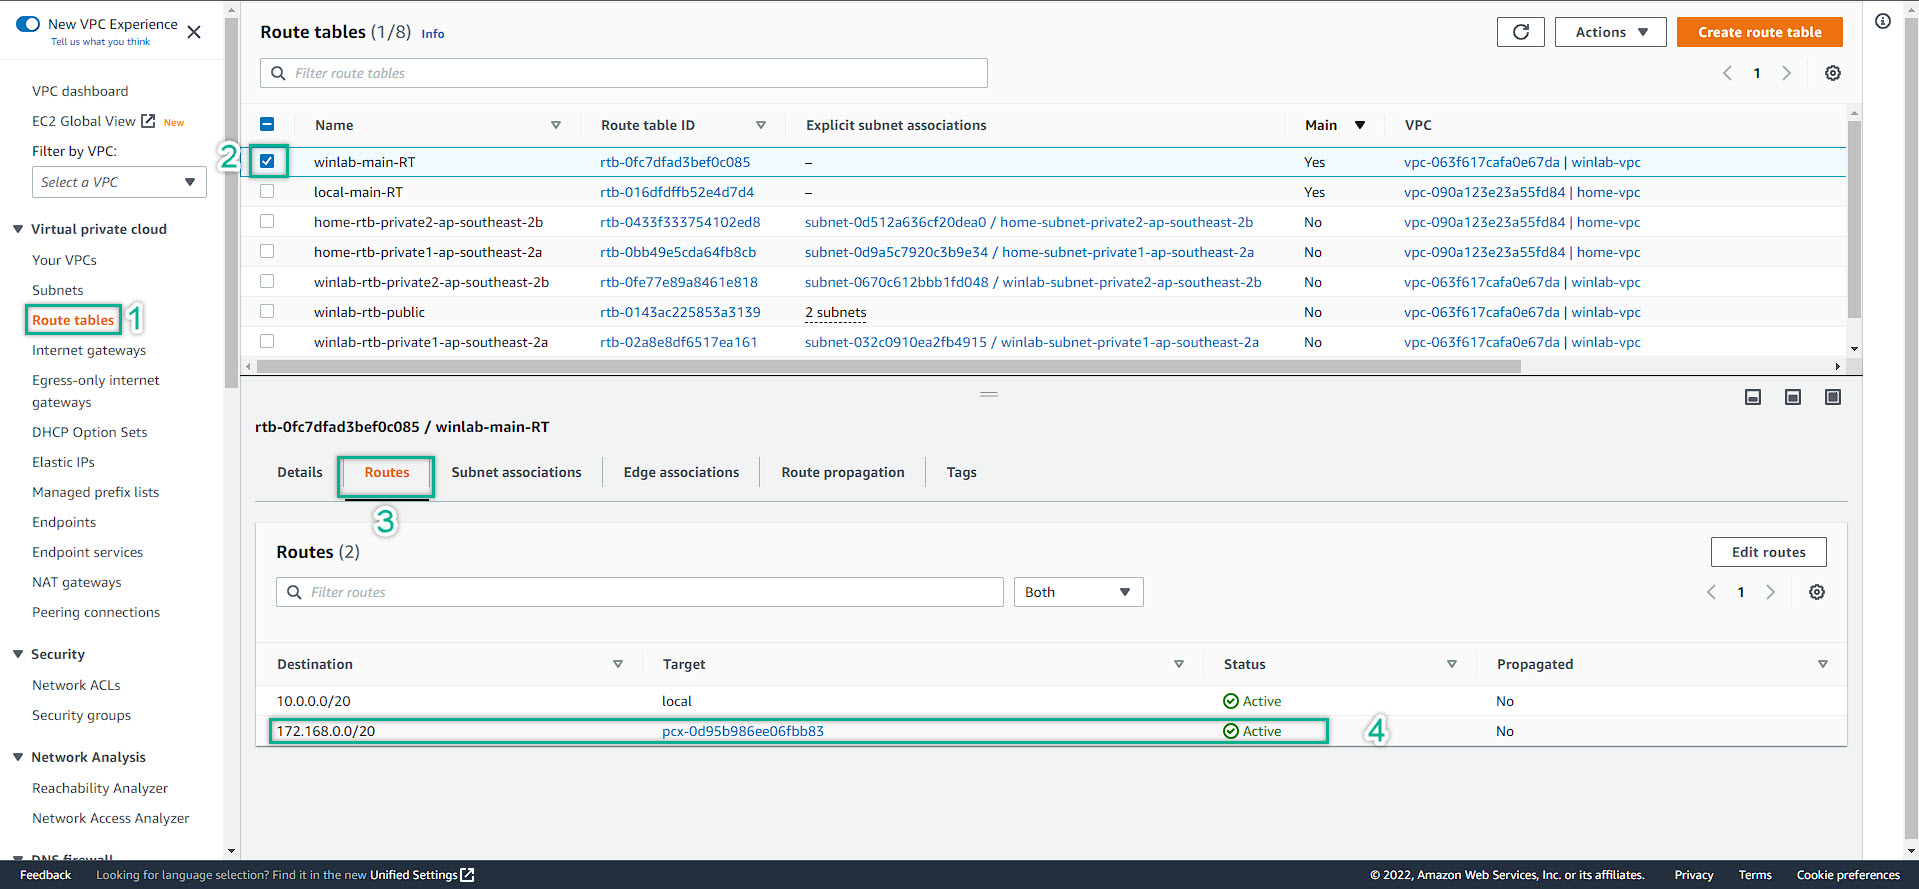 New VPC Experience
Tell us what you think
VPC dashboard
EC2 Global View New
Filter by VPC:
Select a VPC
Virtual private cloud
Your VPCs
Subnets
Route tables 1
Internet gateways
Egress-only internet
gateways
DHCP Option Sets
Elastic IPs
Managed prefix lists
Endpoints
Endpoint services
NAT gateways
Peering connections
Security
Network ACLs
Security groups
Network Analysis
Reachability Analyzer
Network Access Analyzer
DNS firewall
Route tables (1/8) Info
Actions
Create route table
Filter route tables
1
Name Route table ID Explicit subnet associations Main VPC
2 winlab-main-RT rtb-0fc7dfad3bef0c085 – Yes vpc-063f617cafa0e67da | winlab-vpc
local-main-RT rtb-016dfdffb52e4d7d4 – Yes vpc-090a123e23a55fd84 | home-vpc
home-rtb-private2-ap-southeast-2b rtb-0433f333754102ed8 subnet-0d512a636cf20dea0 / home-subnet-private2-ap-southeast-2b No vpc-090a123e23a55fd84 | home-vpc
home-rtb-private1-ap-southeast-2a rtb-0bb49e5cda64fb8cb subnet-0d9a5c7920c3b9e34 / home-subnet-private1-ap-southeast-2a No vpc-090a123e23a55fd84 | home-vpc
winlab-rtb-private2-ap-southeast-2b rtb-0fe77e89a8461e818 subnet-0670c612bbb1fd048 / winlab-subnet-private2-ap-southeast-2b No vpc-063f617cafa0e67da | winlab-vpc
winlab-rtb-public rtb-0143ac225853a3139 2 subnets No vpc-063f617cafa0e67da | winlab-vpc
winlab-rtb-private1-ap-southeast-2a rtb-02a8e8df6517ea161 subnet-032c0910ea2fb4915 / winlab-subnet-private1-ap-southeast-2a No vpc-063f617cafa0e67da | winlab-vpc
rtb-0fc7dfad3bef0c085 / winlab-main-RT
Details Routes Subnet associations Edge associations Route propagation Tags
3
Routes (2)
Edit routes
Filter routes
Both
1
Destination Target Status Propagated
10.0.0.0/20 local Active No
172.168.0.0/20 pcx-0d95b986ee06fbb83 Active 4 No
Feedback Looking for language selection? Find it in the new Unified Settings © 2022, Amazon Web Services, Inc. or its affiliates. Privacy Terms Cookie preferences